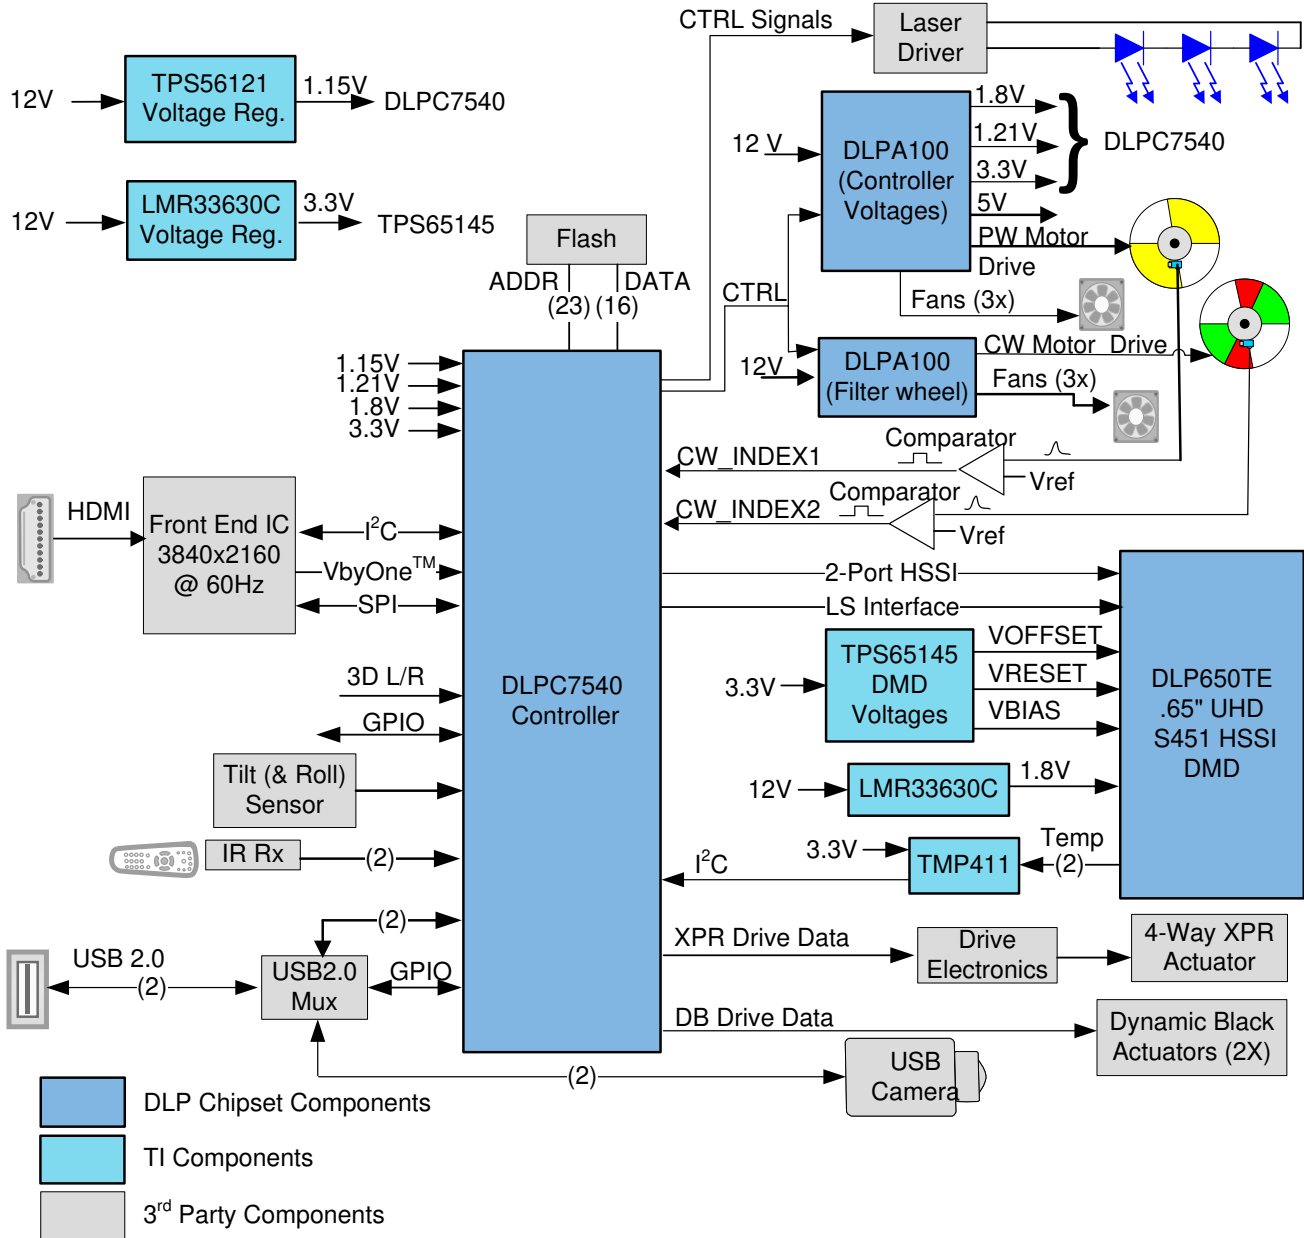 CTRL Signals
Laser
Driver
12V
TPS56121
Voltage Reg.
1.15V
DLPC7540
12V
LMR33630C
Voltage Reg.
3.3V
TPS65145
12 V
DLPA100
(Controller
Voltages)
1.8V
1.21V
3.3V
5V
DLPC7540
PW Motor
Drive
Fans (3x)
Flash
ADDR
(23)
DATA
(16)
CTRL
12V
DLPA100
(Filter wheel)
CW Motor Drive
Fans (3x)
1.15V
1.21V
1.8V
3.3V
CW_INDEX1
Comparator
Vref
CW_INDEX2
Comparator
Vref
HDMI
Front End IC
3840x2160
@ 60Hz
I2C
VbyOneTM
SPI
2-Port HSSI
LS Interface
3D L/R
GPIO
DLPC7540
Controller
3.3V
TPS65145
DMD
Voltages
VOFFSET
VRESET
VBIAS
DLP650TE
.65" UHD
S451 HSSI
DMD
Tilt (& Roll)
Sensor
12V
LMR33630C
1.8V
IR Rx
(2)
I2C
3.3V
TMP411
Temp
(2)
(2)
USB 2.0
(2)
USB2.0
Mux
GPIO
XPR Drive Data
Drive
Electronics
4-Way XPR
Actuator
DB Drive Data
Dynamic Black
Actuators (2X)
(2)
USB
Camera
DLP Chipset Components
TI Components
3rd Party Components